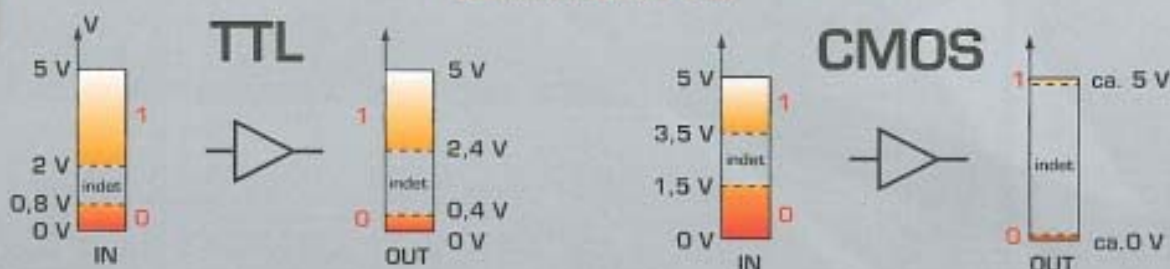 V
TTL
5 V
1
2 V
indet
0,8 V
0
0 V
IN
5 V
1
2,4 V
indet
0,4 V
0
0 V
OUT
CMOS
5 V
1
3,5 V
indet
1,5 V
0
0 V
IN
1
ca. 5 V
indet
0
ca.0 V
OUT